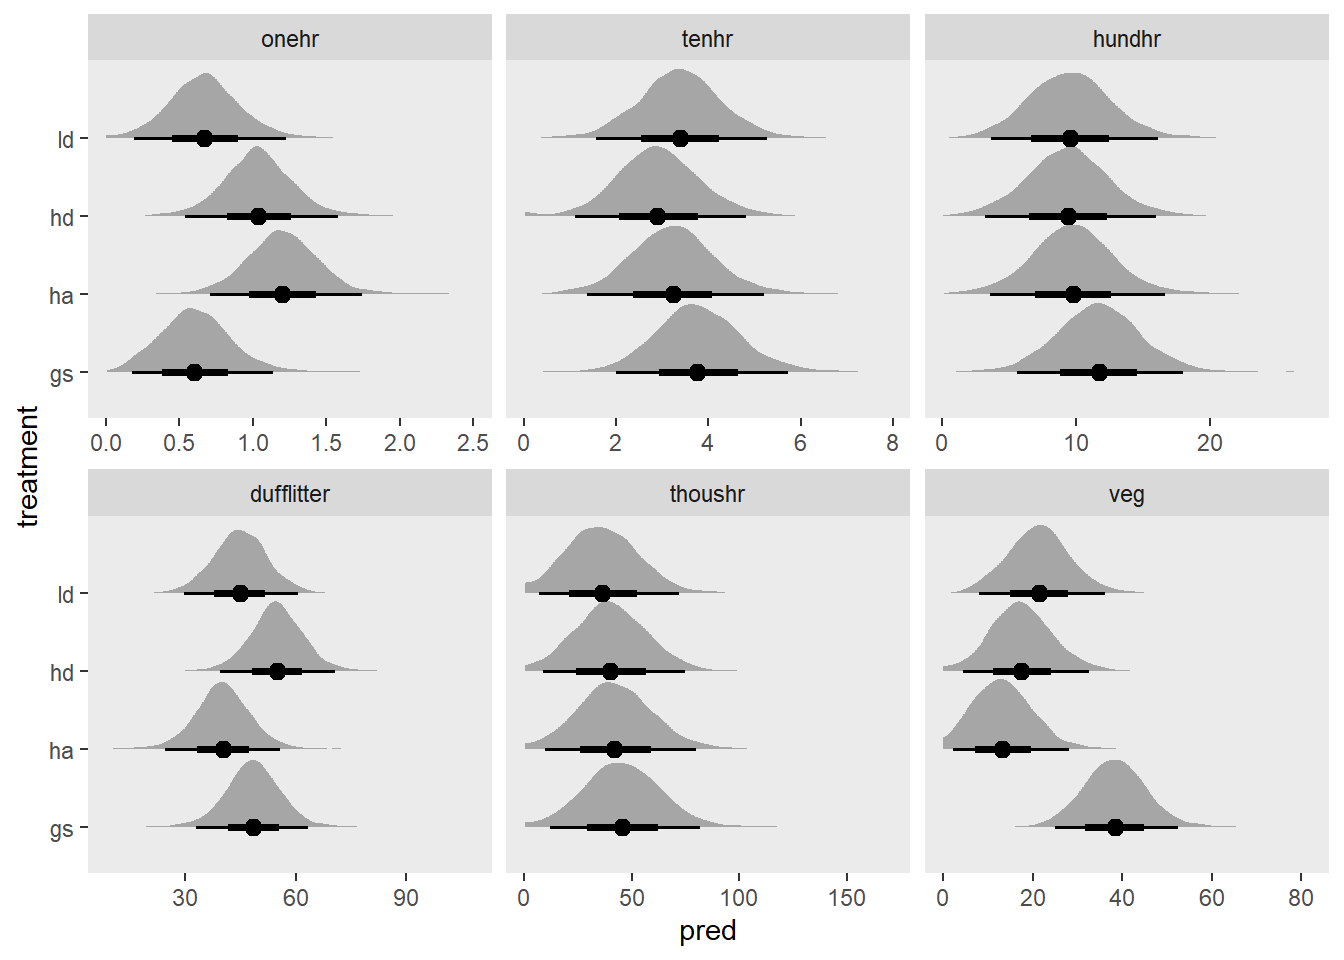 onehr tenhr hundhr
ld
hd
ha
gs
0.0 0.5 1.0 1.5 2.0 2.5 0 2 4 6 8 0 10 20
treatment
dufflitter thoushr veg
ld
hd
ha
gs
30 60 90 0 50 100 150 0 20 40 60 80
pred